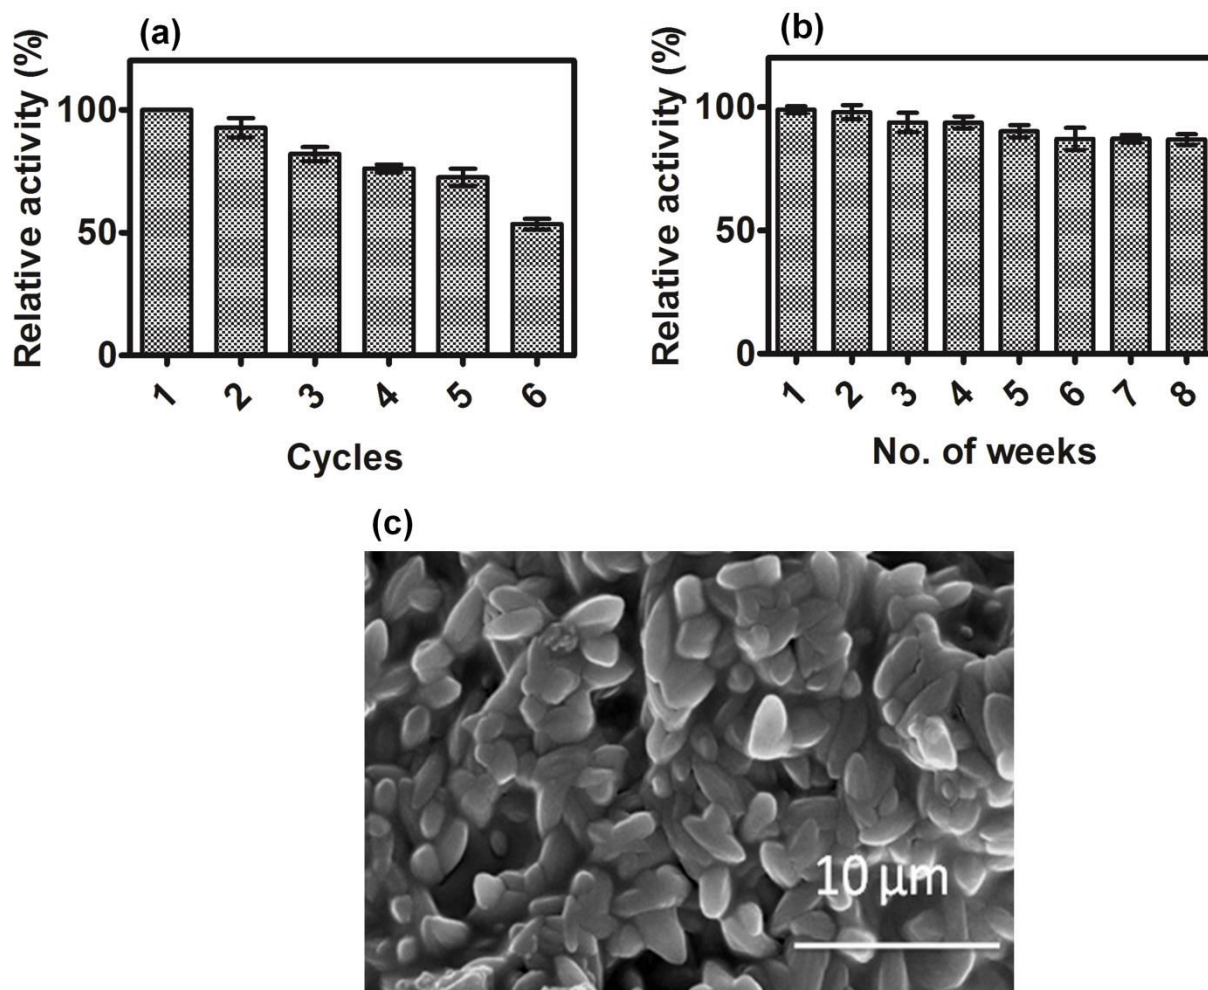 (a)
Relative activity (%)
100
50
0
1 2 3 4 5 6
Cycles
(b)
Relative activity (%)
100
50
0
1 2 3 4 5 6 7 8
No. of weeks
(c)
10 µm